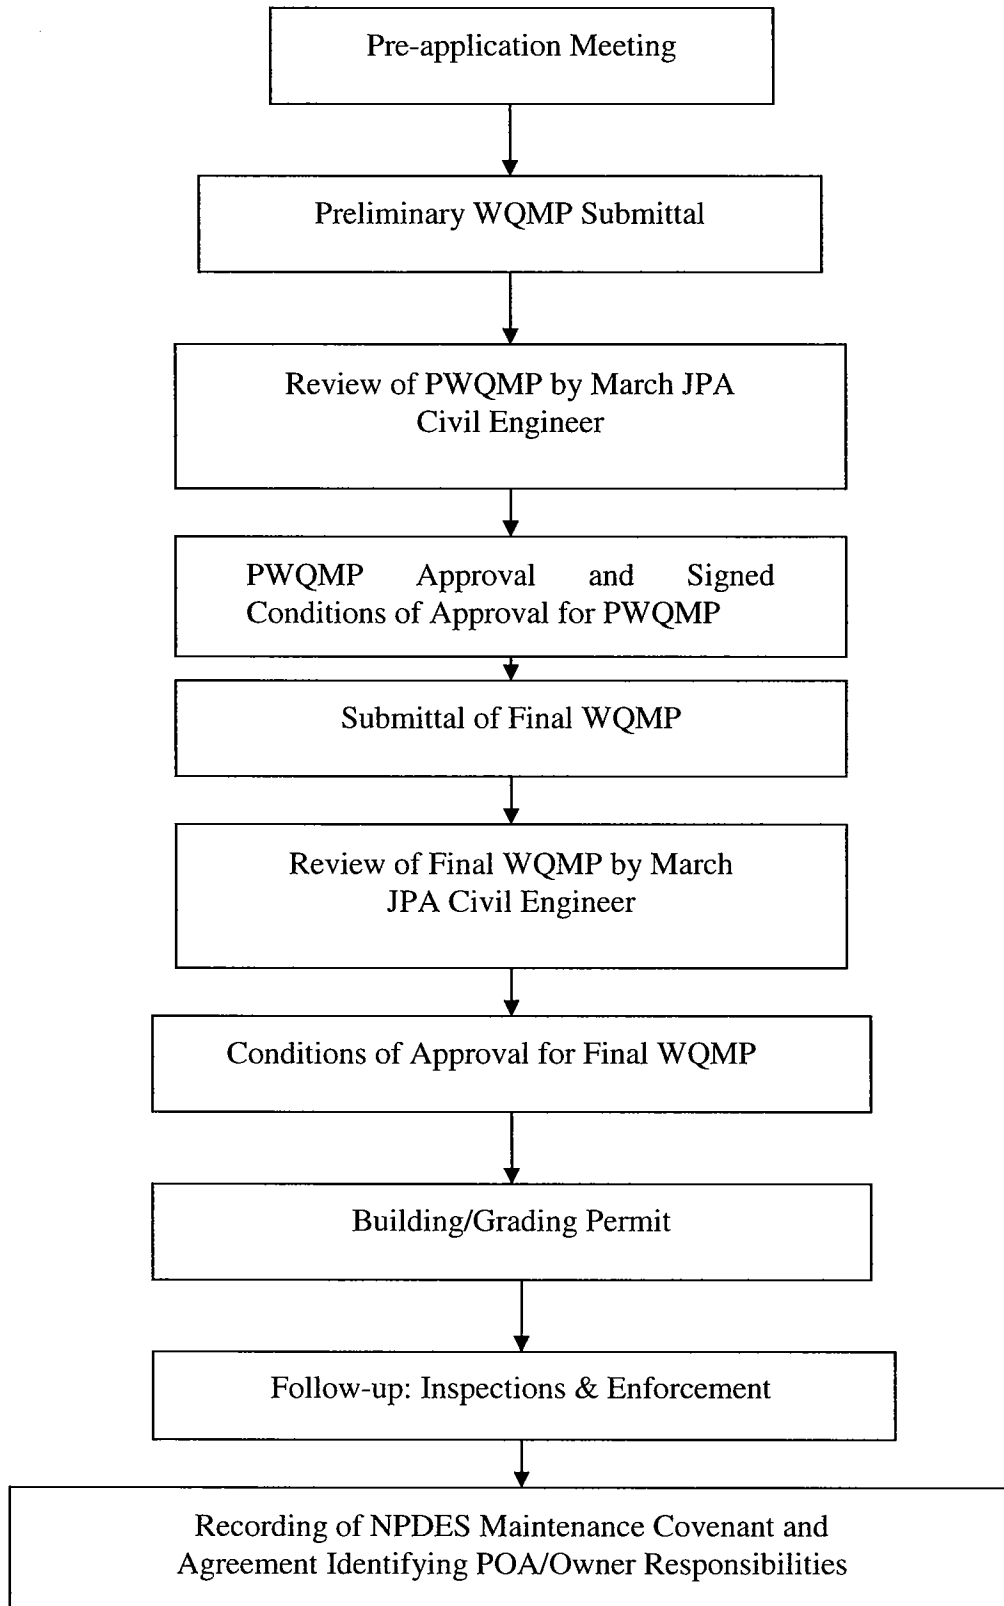 Pre-application Meeting
Preliminary WQMP Submittal
Review of PWQMP by March JPA
Civil Engineer
PWQMP Approval and Signed
Conditions of Approval for PWQMP
Submittal of Final WQMP
Review of Final WQMP by March
JPA Civil Engineer
Conditions of Approval for Final WQMP
Building/Grading Permit
Follow-up: Inspections & Enforcement
Recording of NPDES Maintenance Covenant and
Agreement Identifying POA/Owner Responsibilities